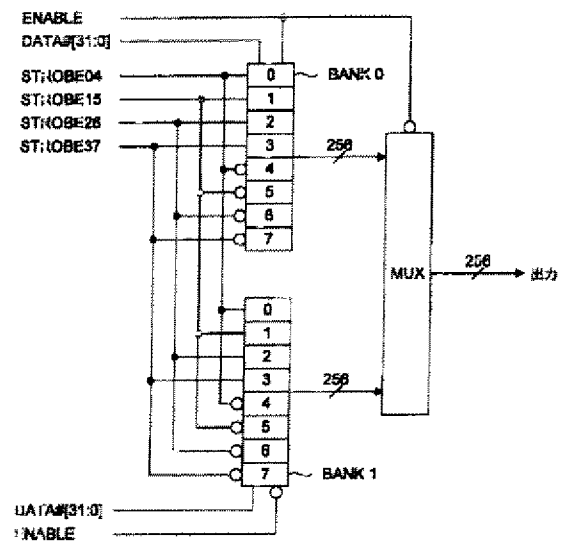 ENABLE
DATA#[31:0]
STROBE04
STROBE15
STROBE26
STROBE37
0
1
2
3
4
5
6
7
BANK 0
256
MUX
256
出力
0
1
2
3
4
5
6
7
256
BANK 1
DATA#[31:0]
ENABLE